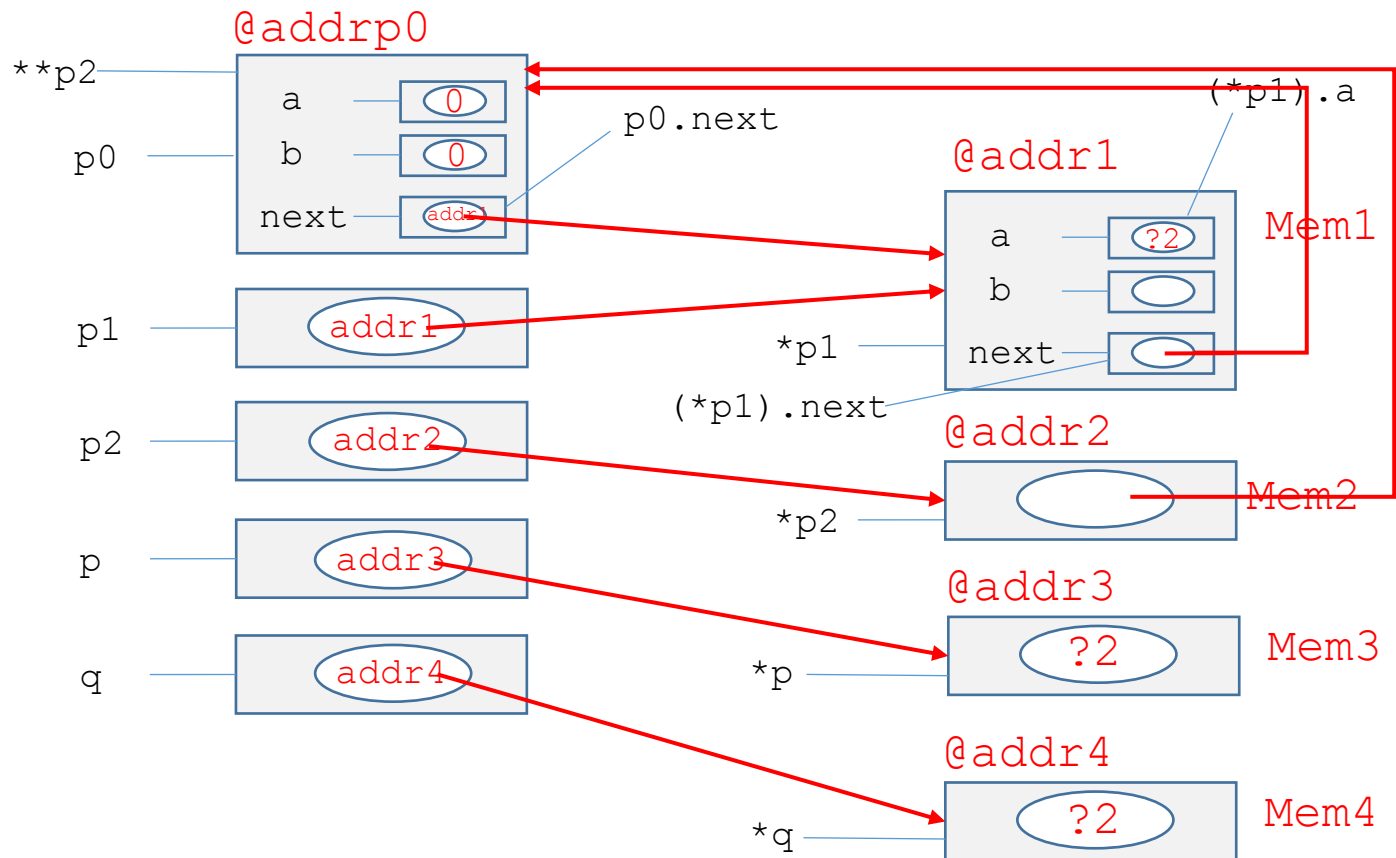 @addrp0
**p2
a
0
(*p1).a
p0.next
p0
b
0
@addr1
next
addr1
Mem1
a
?2
b
p1
addr1
*p1
next
(*p1).next
@addr2
p2
addr2
Mem2
*p2
p
addr3
@addr3
?2
Mem3
*p
q
addr4
@addr4
?2
Mem4
*q